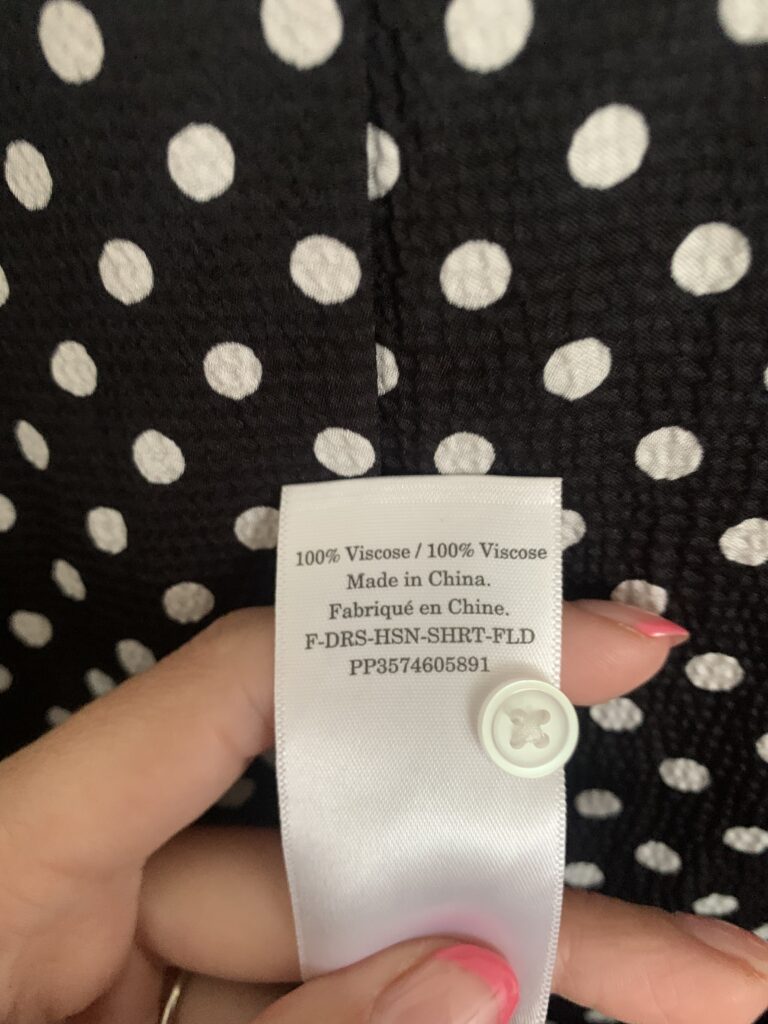 100% Viscose / 100% Viscose
Made in China.
Fabriqué en Chine.
F-DRS-HSN-SHRT-FLD
PP3574605891